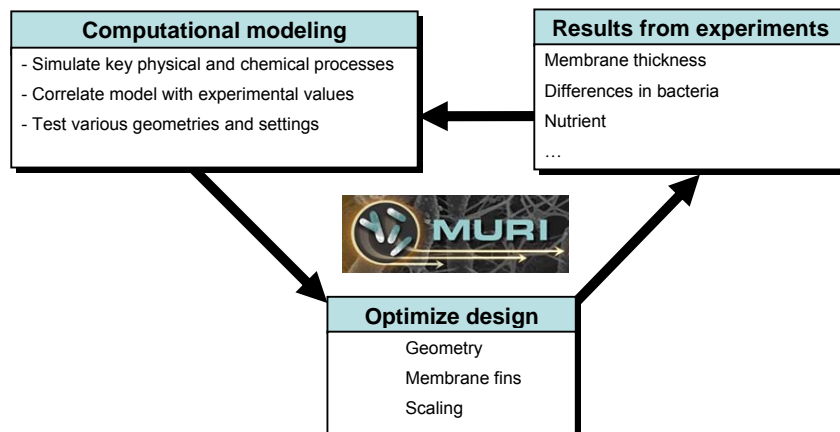 Computational modeling
- Simulate key physical and chemical processes
- Correlate model with experimental values
- Test various geometries and settings
Results from experiments
Membrane thickness
Differences in bacteria
Nutrient
…
MURI
Optimize design
Geometry
Membrane fins
Scaling